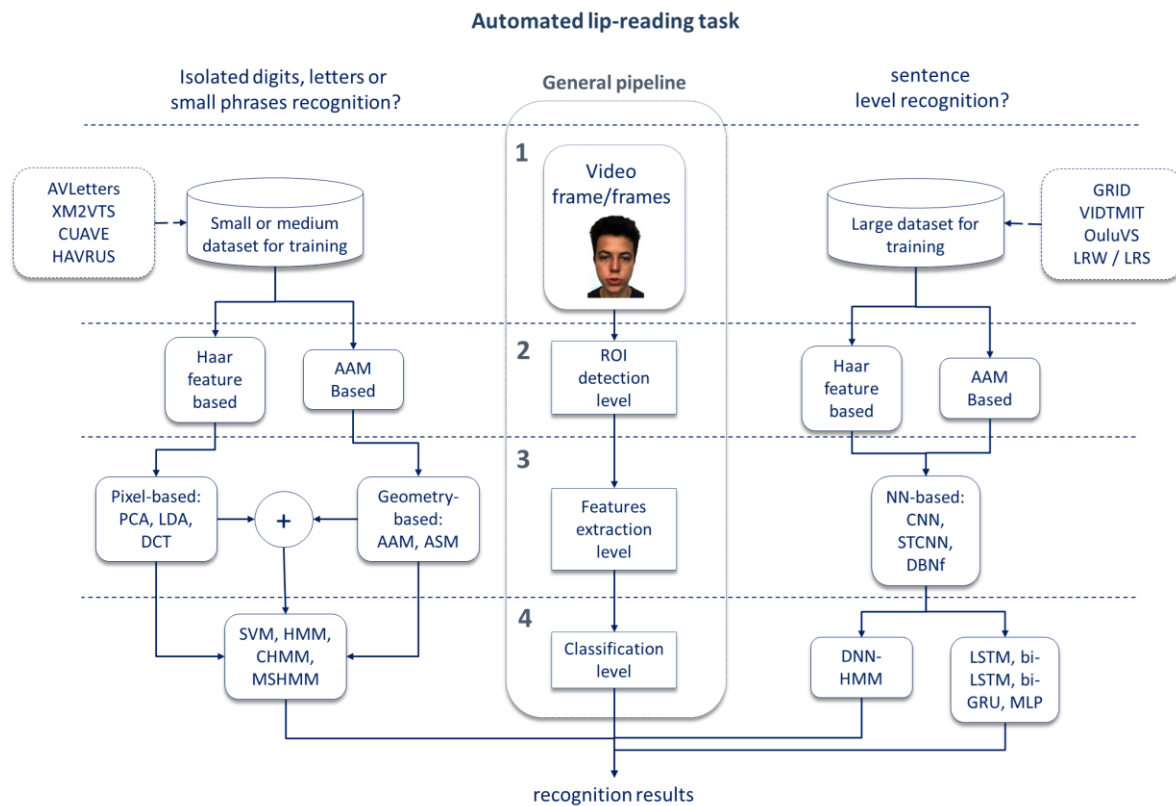 Automated lip-reading task
Isolated digits, letters or
small phrases recognition?
General pipeline
sentence
level recognition?
1
Video
frame/frames
AVLetters
XM2VTS
CUAVE
HAVRUS
Small or medium
dataset for training
Large dataset for
training
GRID
VIDTMIT
OuluVS
LRW / LRS
2
Haar
feature
based
AAM
Based
ROI
detection
level
Haar
feature
based
AAM
Based
3
Pixel-based:
PCA, LDA,
DCT
+
Geometry-
based:
AAM, ASM
Features
extraction
level
NN-based:
CNN,
STCNN,
DBNf
4
SVM, HMM,
CHMM,
MSHMM
Classification
level
DNN-
HMM
LSTM, bi-
LSTM, bi-
GRU, MLP
recognition results